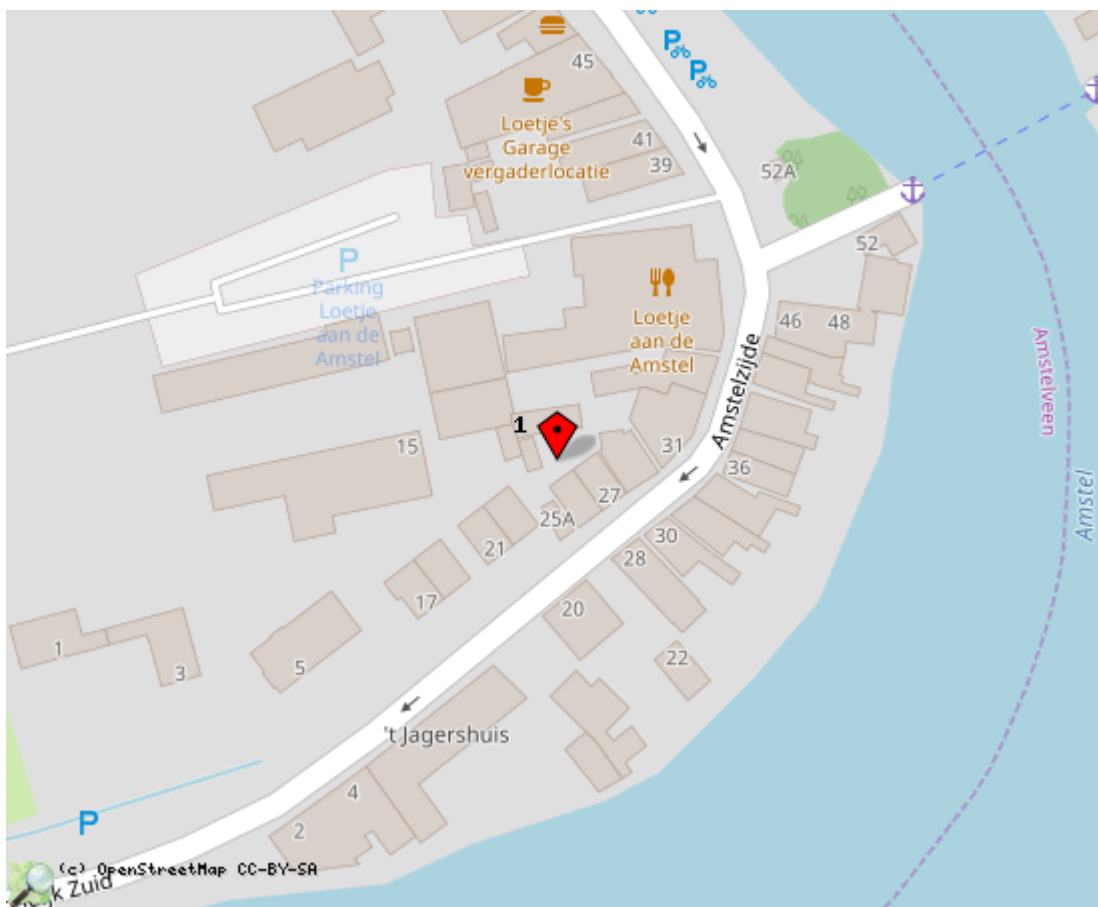 P
P
45
Loetje's
Garage
vergaderlocatie
41
39
52A
52
P
Parking
Loetje
aan de
Amstel
Loetje
aan de
Amstel
46
48
Amstelzijde
Amstelveen
Amstel
1
15
31
36
27
25A
21
30
28
17
20
22
1
3
5
't Jagershuis
4
2
P
(c) OpenStreetMap CC-BY-SA
Zuid